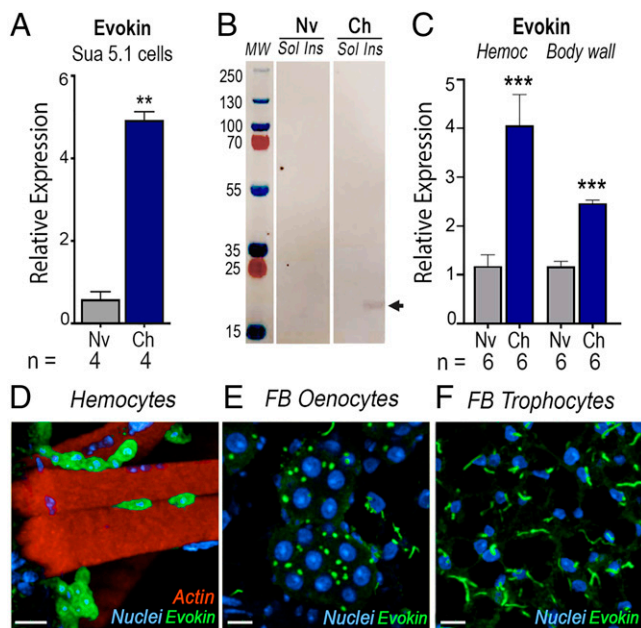 A
Evokin
Sua 5.1 cells
Relative Expression
6
3
0
**
Nv Ch
n = 4 4
B
Nv Ch
MW Sol Ins Sol Ins
250
130
100
70
55
35
25
15
C
Evokin
Hemoc Body wall
Relative Expression
5
4
3
2
1
0
***
***
Nv Ch Nv Ch
n = 6 6 6 6
D Hemocytes
Actin
Nuclei Evokin
E FB Oenocytes
Nuclei Evokin
F FB Trophocytes
Nuclei Evokin